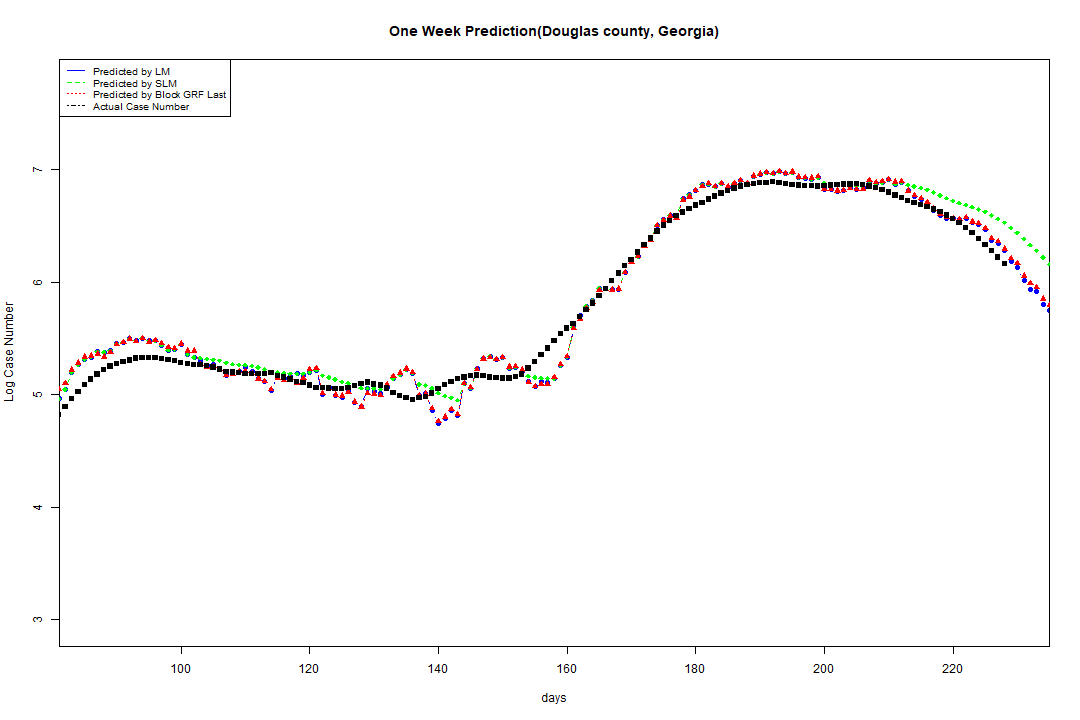 One Week Prediction(Douglas county, Georgia)
Predicted by LM
Predicted by SLM
Predicted by Block GRF Last
Actual Case Number
7
6
5
4
3
Log Case Number
100 120 140 160 180 200 220
days